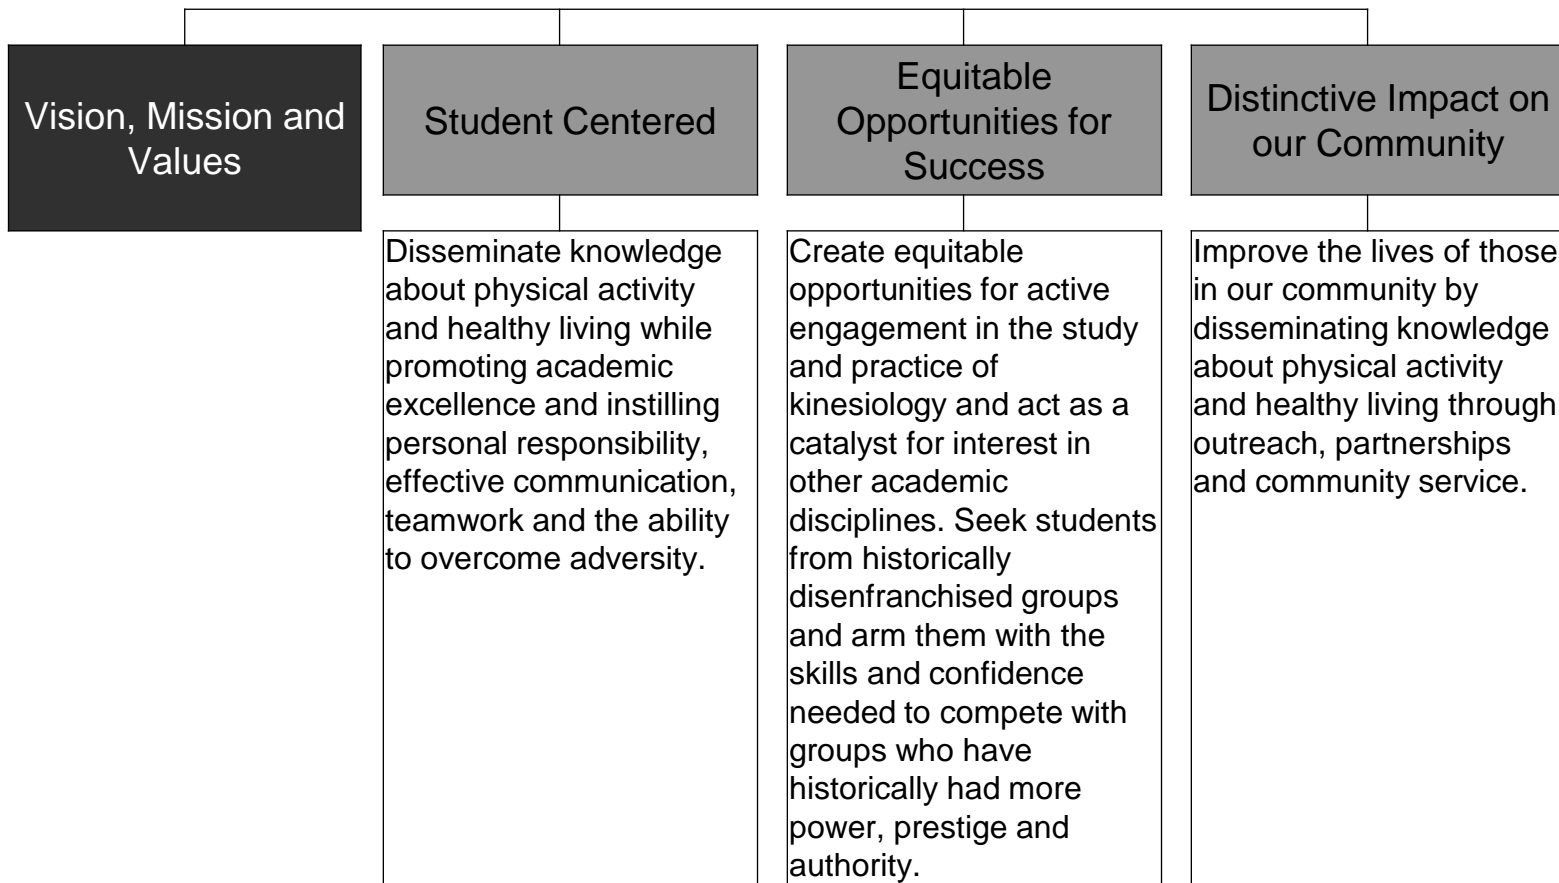 Vision, Mission and
Values
Student Centered
Equitable
Opportunities for
Success
Distinctive Impact on
our Community
Disseminate knowledge
about physical activity
and healthy living while
promoting academic
excellence and instilling
personal responsibility,
effective communication,
teamwork and the ability
to overcome adversity.
Create equitable
opportunities for active
engagement in the study
and practice of
kinesiology and act as a
catalyst for interest in
other academic
disciplines. Seek students
from historically
disenfranchised groups
and arm them with the
skills and confidence
needed to compete with
groups who have
historically had more
power, prestige and
authority.
Improve the lives of those
in our community by
disseminating knowledge
about physical activity
and healthy living through
outreach, partnerships
and community service.